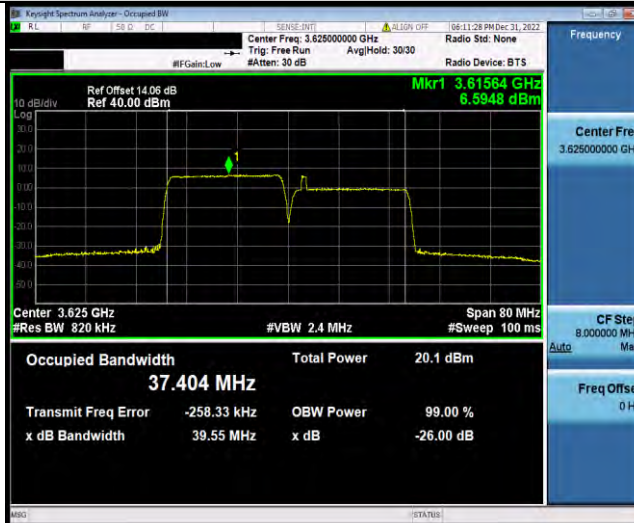 Keysight Spectrum Analyzer - Occupied BW
RL RF 50 Ω DC SENSE:INT ALIGN OFF 06:11:28 PM Dec 31, 2022
Center Freq: 3.625000000 GHz Radio Std: None
Trig: Free Run Avg|Hold: 30/30
#IFGain:Low #Atten: 30 dB Radio Device: BTS
Frequency
Ref Offset 14.06 dB Mkr1 3.61564 GHz
10 dB/div Ref 40.00 dBm 6.5948 dBm
Log
30.0
20.0
10.0
0.00
-10.0
-20.0
-30.0
-40.0
-50.0
1
Center 3.625 GHz Span 80 MHz
#Res BW 820 kHz #VBW 2.4 MHz #Sweep 100 ms
Center Fre
3.625000000 GH
CF Ste
8.000000 MH
Auto Ma
Freq Offse
0 H
Occupied Bandwidth Total Power 20.1 dBm
37.404 MHz
Transmit Freq Error -258.33 kHz OBW Power 99.00 %
x dB Bandwidth 39.55 MHz x dB -26.00 dB
MSG STATUS